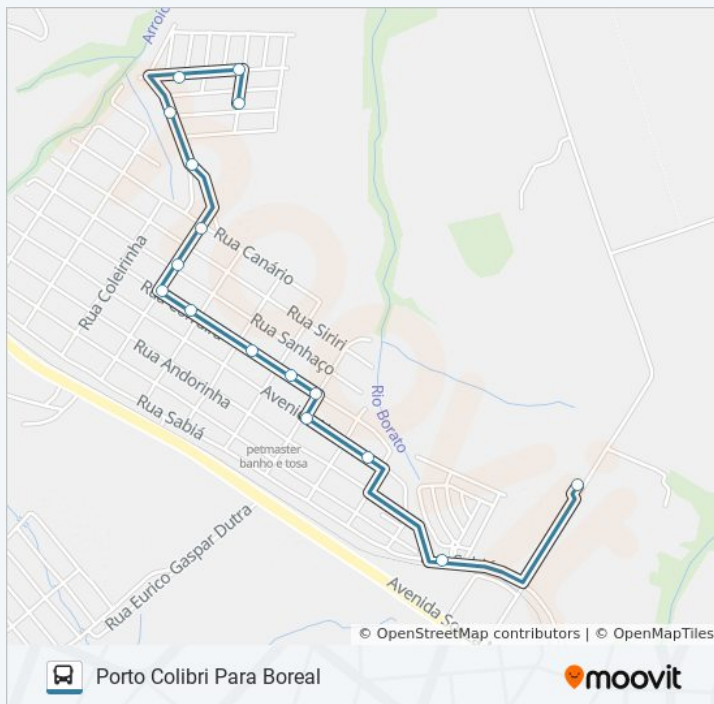 Arroio
Rua Canário
Rua Coleirinha
Rua Siriri
Rua Sanhaço
Rua Andorinha
Rio Borato
Rua Sabiá
petmaster
banho e tosa
Rua Eurico Gaspar Dutra
© OpenStreetMap contributors | © OpenMapTiles
Porto Colibri Para Boreal
moovit